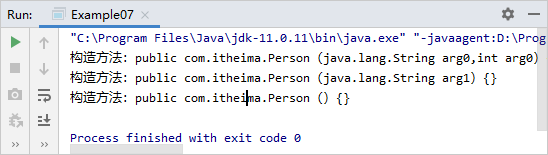 Run: Example07
"C:\Program Files\Java\jdk-11.0.11\bin\java.exe" "-javaagent:D:\Prog
构造方法: public com.itheima.Person (java.lang.String arg0,int arg0)
构造方法: public com.itheima.Person (java.lang.String arg1) {}
构造方法: public com.itheima.Person () {}
Process finished with exit code 0